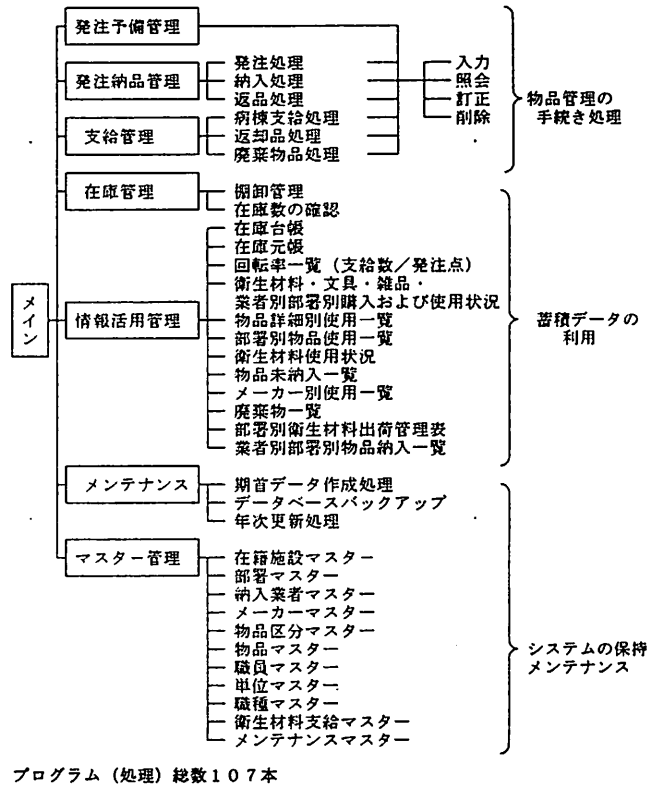 発注予備管理
発注納品管理
発注処理
納入処理
返品処理
支給管理
病棟支給処理
返却品処理
廃棄物品処理
入力
照会
訂正
削除
物品管理の
手続き処理
在庫管理
棚卸管理
在庫数の確認
メイン
情報活用管理
在庫台帳
在庫元帳
回転率一覧（支給数／発注点）
衛生材料・文具・雑品・
業者別部署別購入および使用状況
物品詳細別使用一覧
部署別物品使用一覧
衛生材料使用状況
物品未納入一覧
メーカー別使用一覧
廃棄物一覧
部署別衛生材料出荷管理表
業者別部署別物品納入一覧
蓄積データの
利用
メンテナンス
期首データ作成処理
データベースバックアップ
年次更新処理
マスター管理
在籍施設マスター
部署マスター
納入業者マスター
メーカーマスター
物品区分マスター
物品マスター
職員マスター
単位マスター
職種マスター
衛生材料支給マスター
メンテナンスマスター
システムの保持
メンテナンス
プログラム（処理）総数１０７本